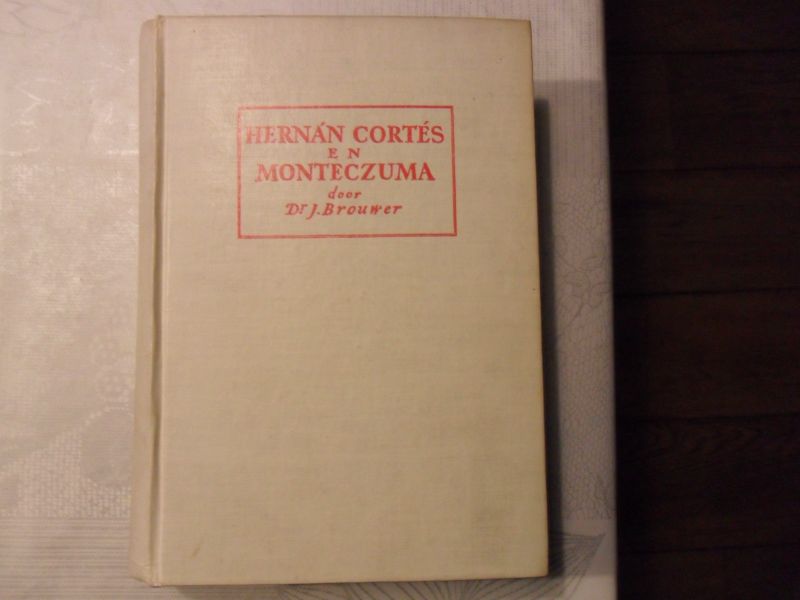 HERNÁN CORTÉS
EN
MONTECZUMA
door
Dr J. Brouwer